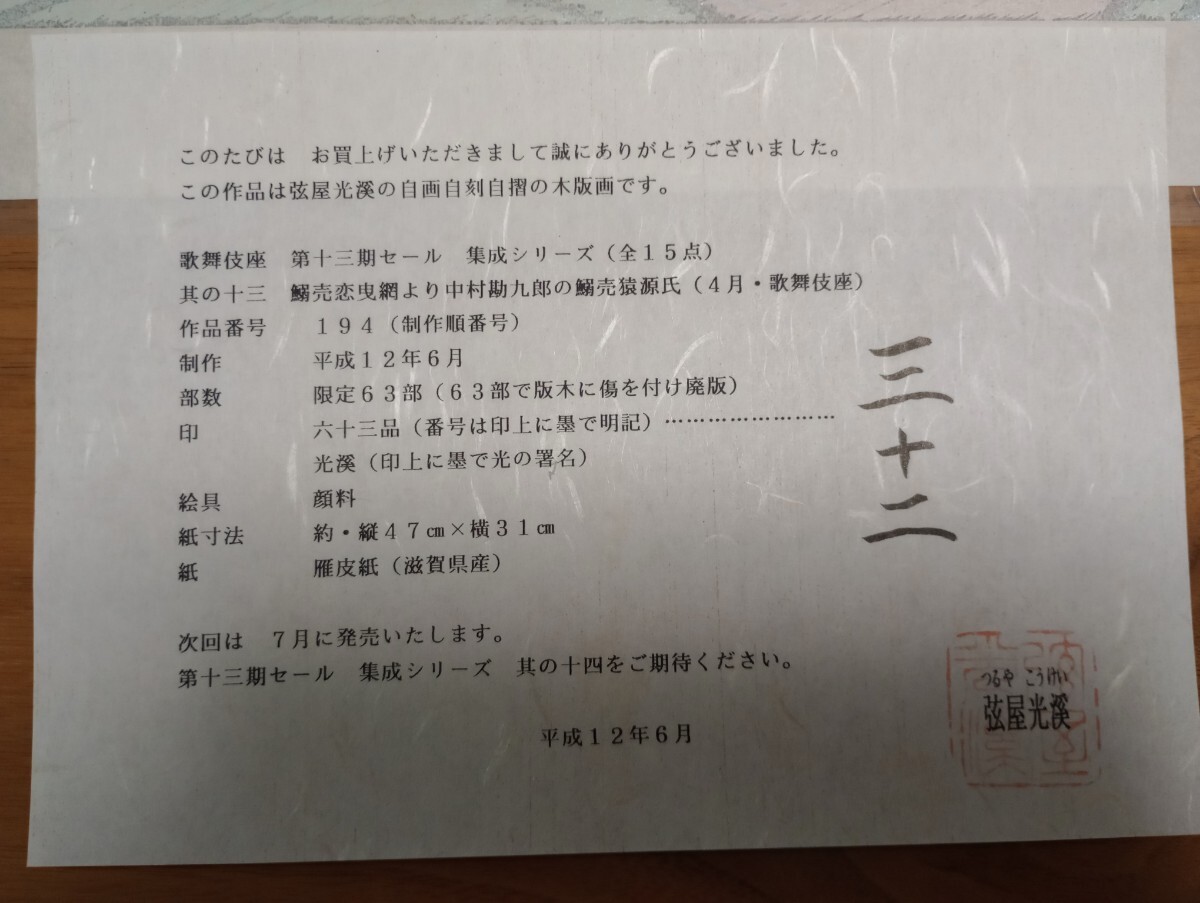 このたびは　お買上げいただきまして誠にありがとうございました。
この作品は弦屋光溪の自画自刻自摺の木版画です。
歌舞伎座　第十三期セール　集成シリーズ（全１５点）
其の十三　鰯売恋曳網より中村勘九郎の鰯売猿源氏（４月・歌舞伎座）
作品番号　１９４（制作順番号）
制作　平成１２年６月
部数　限定６３部（６３部で版木に傷を付け廃版）
印　六十三品（番号は印上に墨で明記）……………………
三十二
光溪（印上に墨で光の署名）
絵具　顔料
紙寸法　約・縦４７㎝×横３１㎝
紙　雁皮紙（滋賀県産）
次回は　７月に発売いたします。
第十三期セール　集成シリーズ　其の十四をご期待ください。
平成１２年６月
つるや こうけい
弦屋光溪